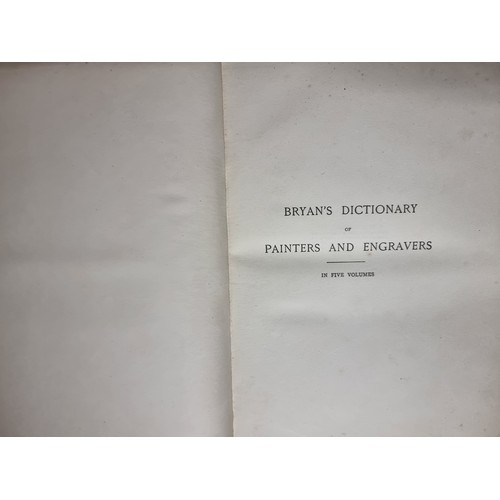 BRYAN'S DICTIONARY
OF
PAINTERS AND ENGRAVERS
IN FIVE VOLUMES